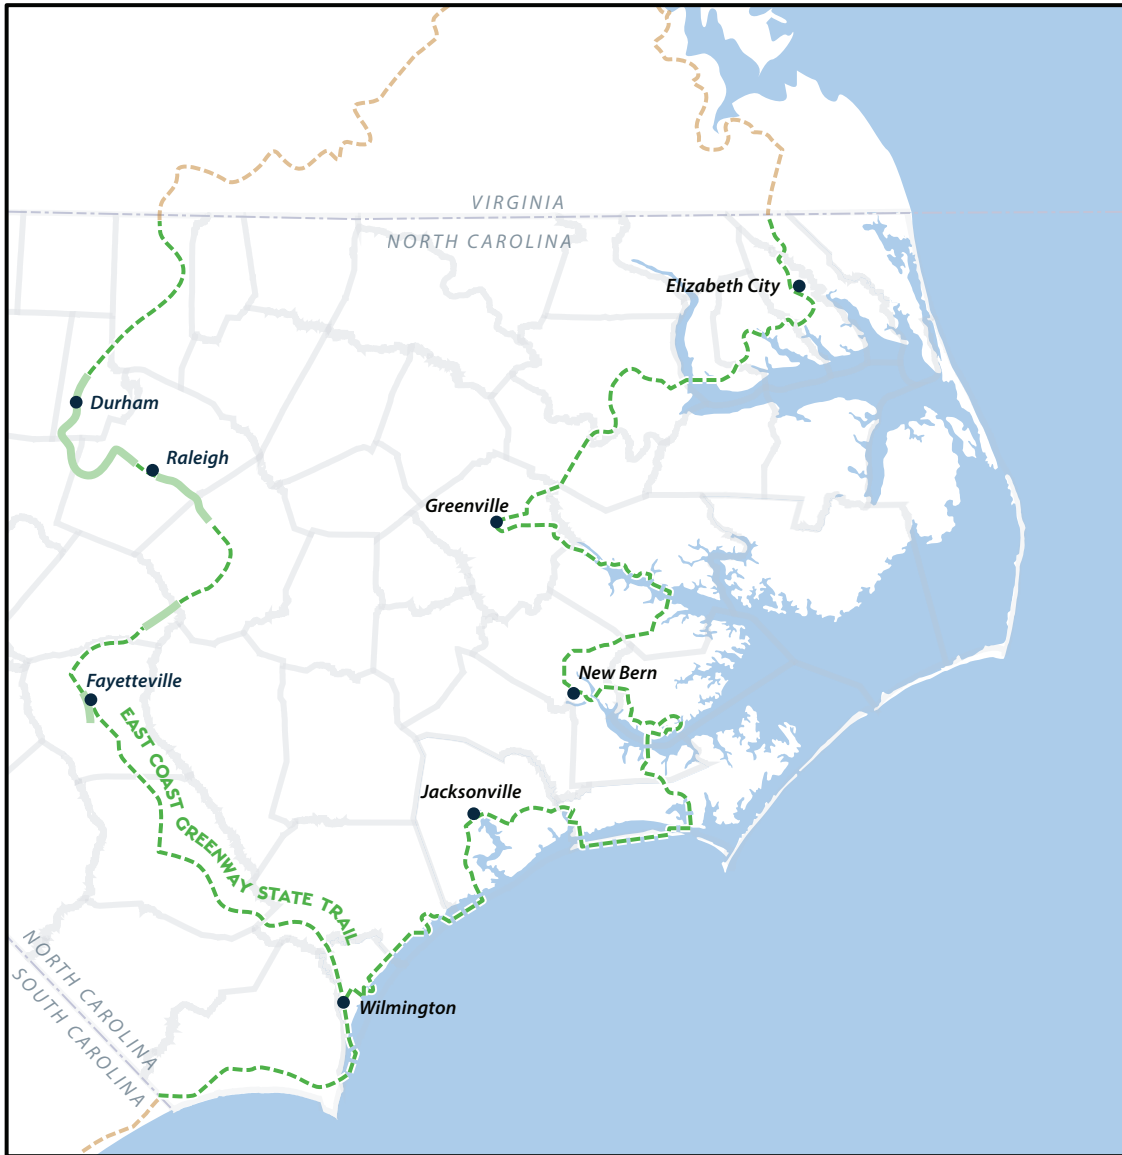 VIRGINIA
NORTH CAROLINA
Elizabeth City
Durham
Raleigh
Greenville
New Bern
Fayetteville
EAST COAST GREENWAY STATE TRAIL
Jacksonville
NORTH CAROLINA
SOUTH CAROLINA
Wilmington